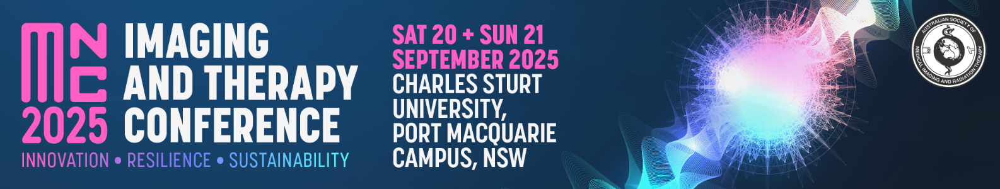 MNC
2025
IMAGING
AND THERAPY
CONFERENCE
INNOVATION • RESILIENCE • SUSTAINABILITY
SAT 20 + SUN 21
SEPTEMBER 2025
CHARLES STURT
UNIVERSITY,
PORT MACQUARIE
CAMPUS, NSW
AUSTRALIAN SOCIETY OF
MEDICAL IMAGING AND RADIATION THERAPY